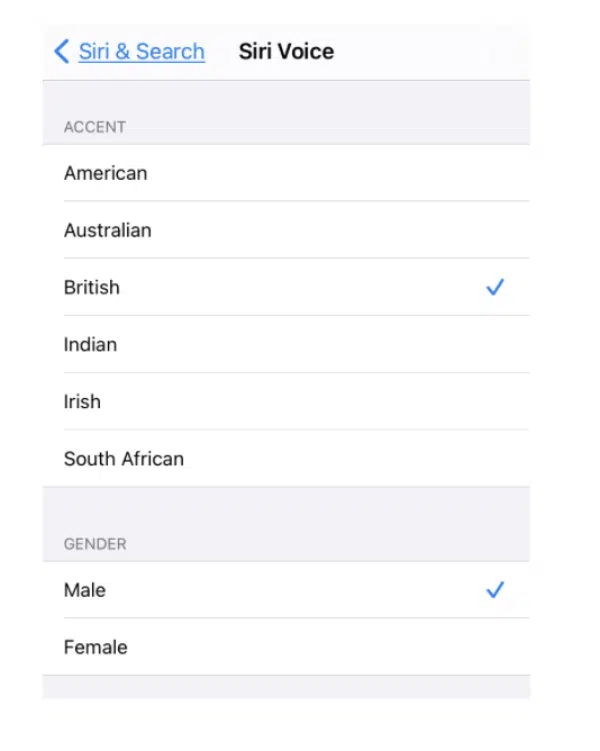 Siri & Search Siri Voice
ACCENT
American
Australian
British
Indian
Irish
South African
GENDER
Male
Female